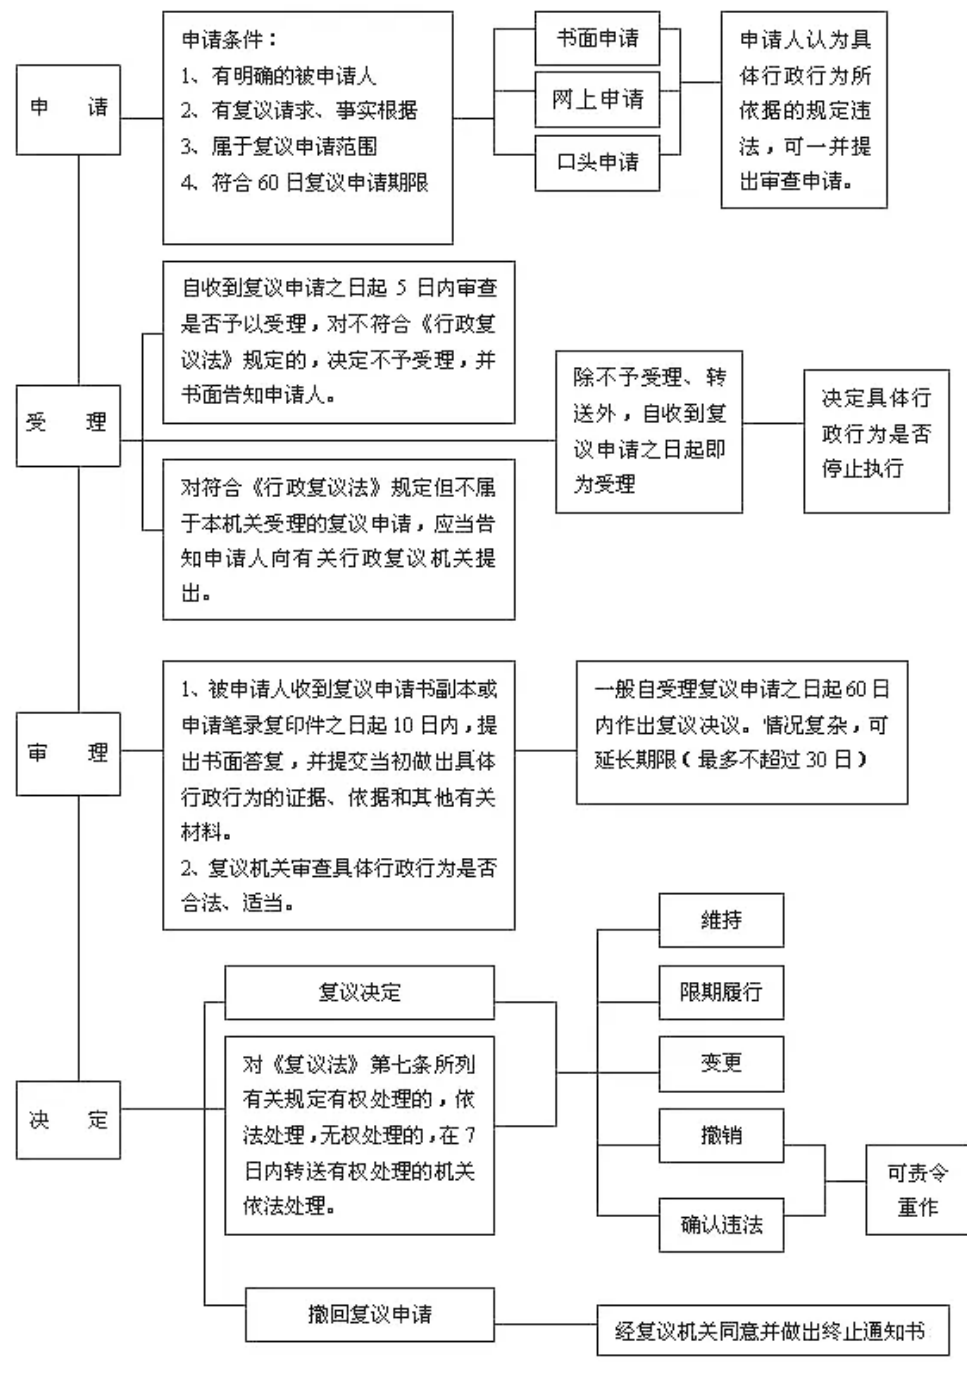 申 请
申请条件：
1、有明确的被申请人
2、有复议请求、事实根据
3、属于复议申请范围
4、符合60日复议申请期限
书面申请
网上申请
口头申请
申请人认为具
体行政行为所
依据的规定违
法，可一并提
出审查申请。
受 理
自收到复议申请之日起 5 日内审查
是否予以受理，对不符合《行政复
议法》规定的，决定不予受理，并
书面告知申请人。
对符合《行政复议法》规定但不属
于本机关受理的复议申请，应当告
知申请人向有关行政复议机关提
出。
除不予受理、转
送外，自收到复
议申请之日起即
为受理
决定具体行
政行为是否
停止执行
审 理
1、被申请人收到复议申请书副本或
申请笔录复印件之日起10日内，提
出书面答复，并提交当初做出具体
行政行为的证据、依据和其他有关
材料。
2、复议机关审查具体行政行为是否
合法、适当。
一般自受理复议申请之日起60日
内作出复议决议。情况复杂，可
延长期限（最多不超过30日）
决 定
复议决定
对《复议法》第七条所列
有关规定有权处理的，依
法处理，无权处理的，在7
日内转送有权处理的机关
依法处理。
撤回复议申请
维持
限期履行
变更
撤销
确认违法
可责令
重作
经复议机关同意并做出终止通知书